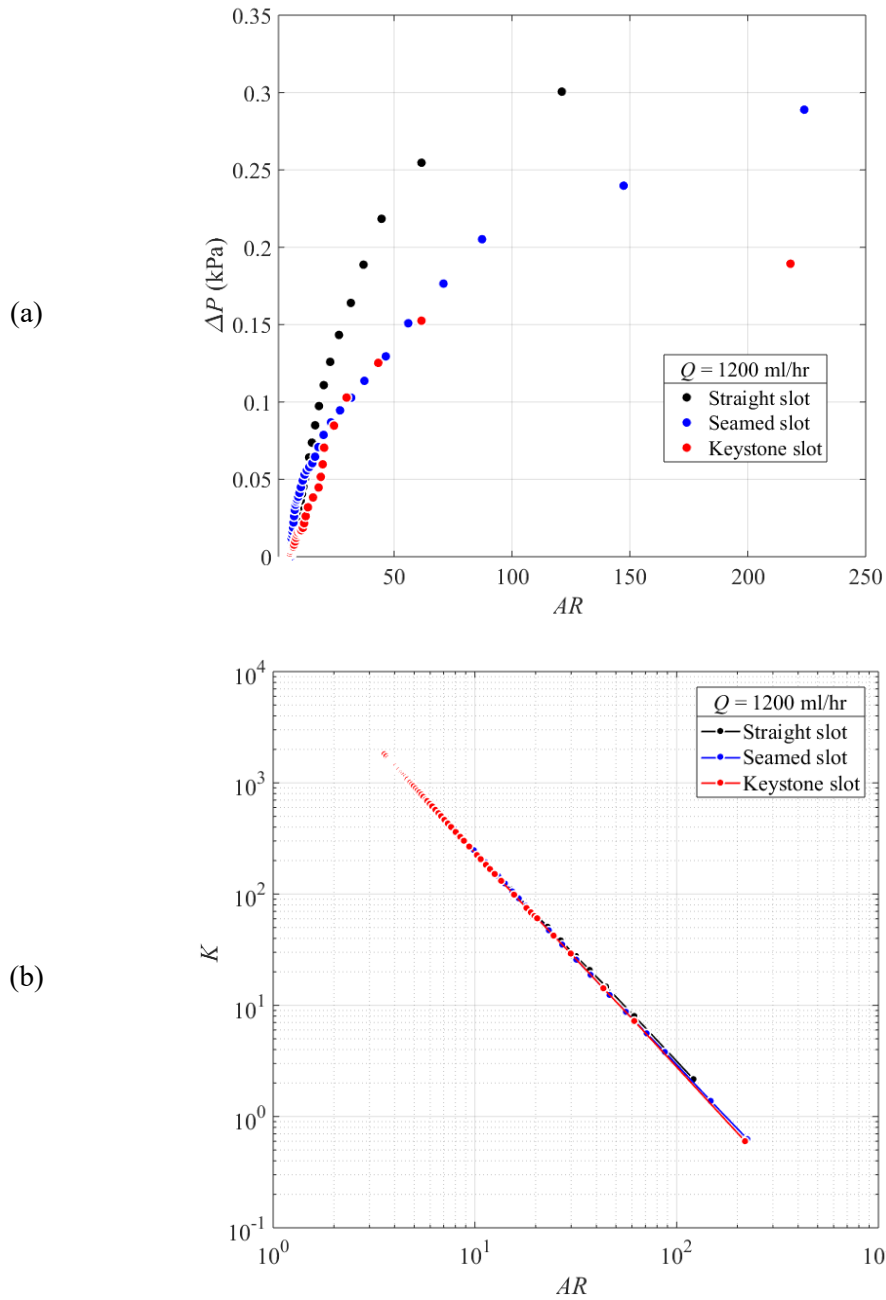 (a)
ΔP (kPa)
0.35
0.3
0.25
0.2
0.15
0.1
0.05
0
50 100 150 200 250
AR
Q = 1200 ml/hr
Straight slot
Seamed slot
Keystone slot
(b)
K
10^4
10^3
10^2
10^1
10^0
10^-1
10^0 10^1 10^2 10
AR
Q = 1200 ml/hr
Straight slot
Seamed slot
Keystone slot